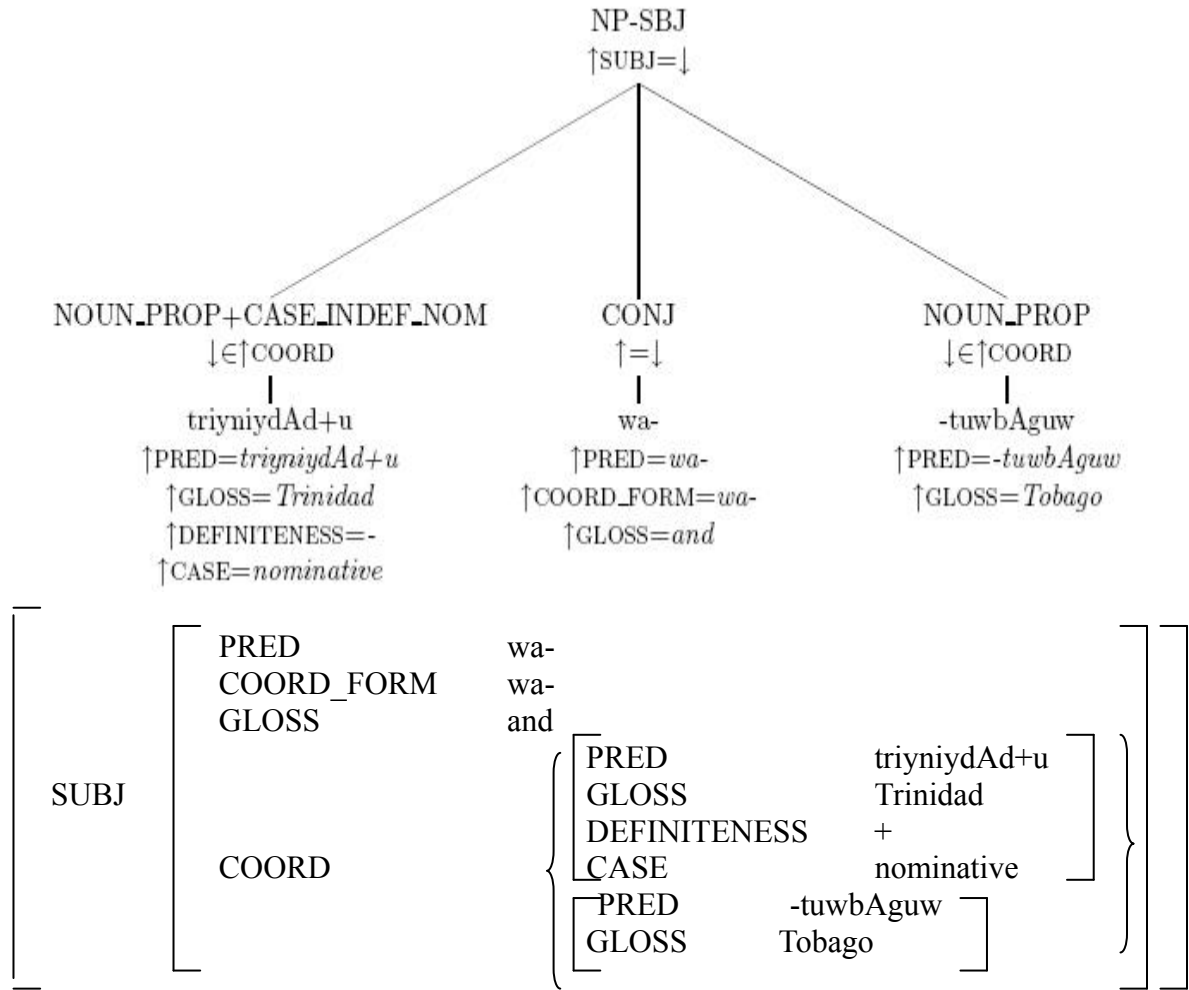 NP-SBJ
↑SUBJ=↓
NOUN_PROP+CASE_INDEF_NOM CONJ NOUN_PROP
↓∈↑COORD ↑=↓ ↓∈↑COORD
triyniydAd+u wa- -tuwbAguw
↑PRED=triyniydAd+u ↑PRED=wa- ↑PRED=-tuwbAguw
↑GLOSS=Trinidad ↑COORD_FORM=wa- ↑GLOSS=Tobago
↑DEFINITENESS=- ↑GLOSS=and
↑CASE=nominative
PRED wa-
COORD_FORM wa-
GLOSS and
PRED triyniydAd+u
SUBJ GLOSS Trinidad
DEFINITENESS +
COORD CASE nominative
PRED -tuwbAguw
GLOSS Tobago